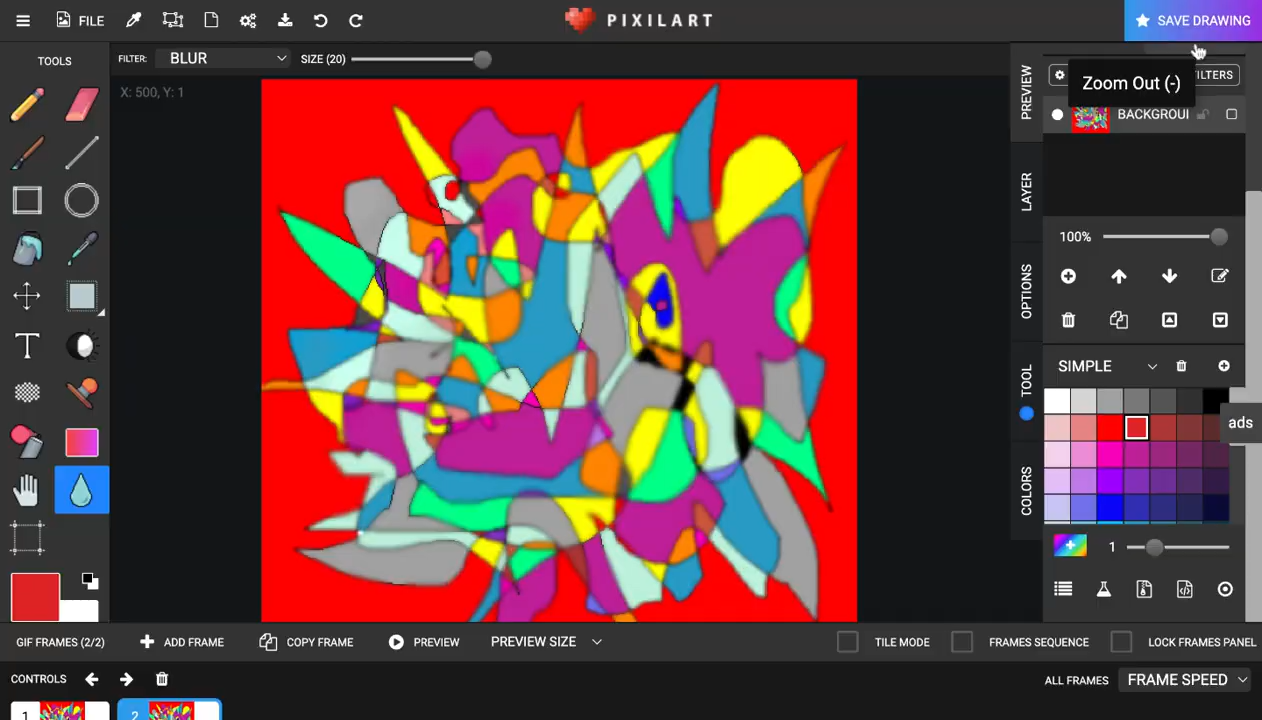 FILE
PIXILART
SAVE DRAWING
TOOLS
FILTER: BLUR SIZE (20)
X: 500, Y: 1
PREVIEW
LAYER
OPTIONS
TOOL
COLORS
Zoom Out (-)
ILTERS
BACKGROUI
100%
SIMPLE
ads
1
GIF FRAMES (2/2) ADD FRAME COPY FRAME PREVIEW PREVIEW SIZE TILE MODE FRAMES SEQUENCE LOCK FRAMES PANEL
CONTROLS
ALL FRAMES FRAME SPEED
1 2